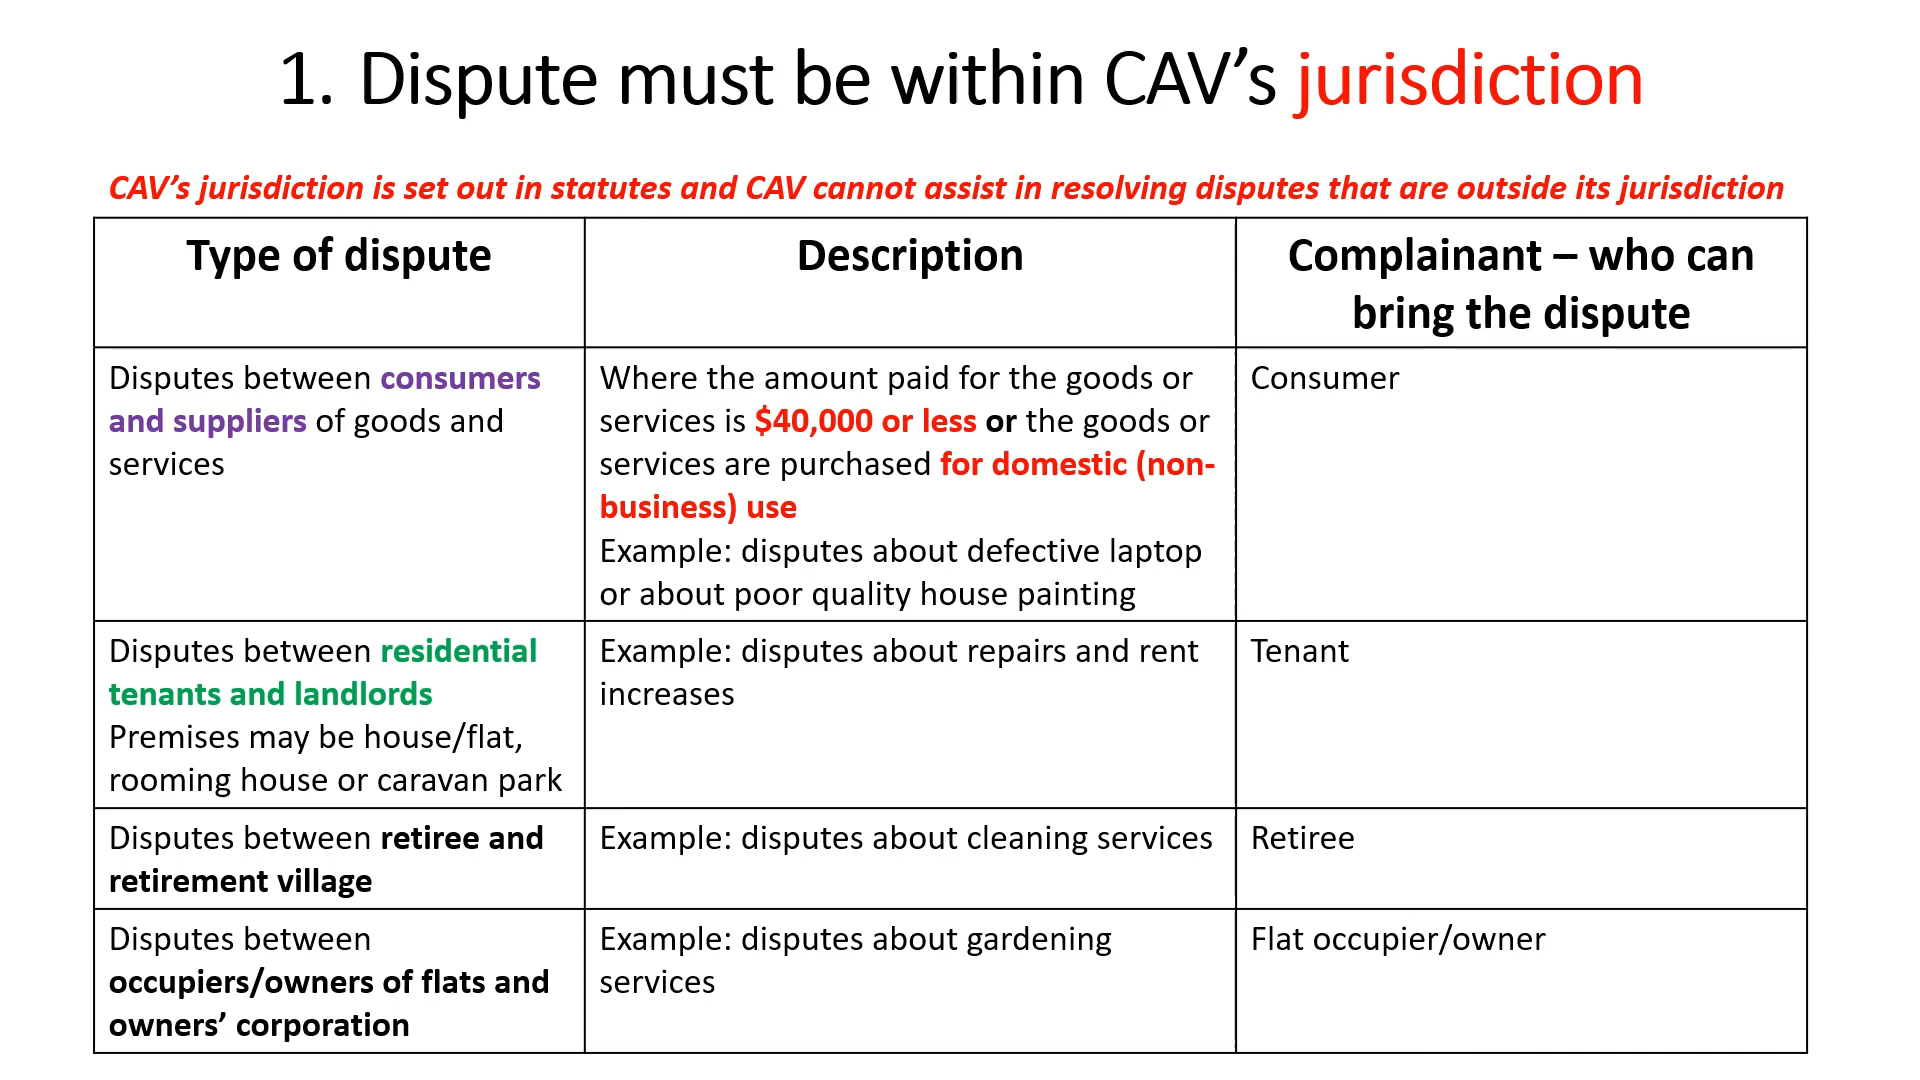 1. Dispute must be within CAV’s jurisdiction
CAV’s jurisdiction is set out in statutes and CAV cannot assist in resolving disputes that are outside its jurisdiction
Type of dispute
Description
Complainant – who can
bring the dispute
Disputes between consumers
and suppliers of goods and
services
Where the amount paid for the goods or
services is $40,000 or less or the goods or
services are purchased for domestic (non-
business) use
Example: disputes about defective laptop
or about poor quality house painting
Consumer
Disputes between residential
tenants and landlords
Premises may be house/flat,
rooming house or caravan park
Example: disputes about repairs and rent
increases
Tenant
Disputes between retiree and
retirement village
Example: disputes about cleaning services
Retiree
Disputes between
occupiers/owners of flats and
owners’ corporation
Example: disputes about gardening
services
Flat occupier/owner